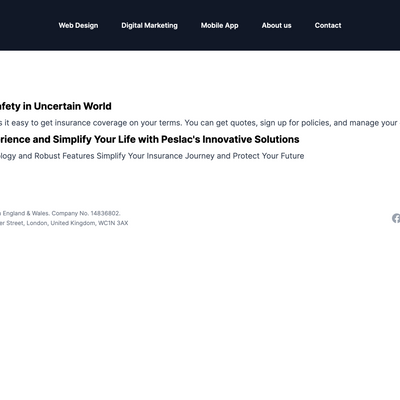 Web Design Digital Marketing Mobile App About us Contact
afety in Uncertain World
s it easy to get insurance coverage on your terms. You can get quotes, sign up for policies, and manage your
rience and Simplify Your Life with Peslac's Innovative Solutions
ology and Robust Features Simplify Your Insurance Journey and Protect Your Future
England & Wales. Company No. 14836802.
er Street, London, United Kingdom, WC1N 3AX